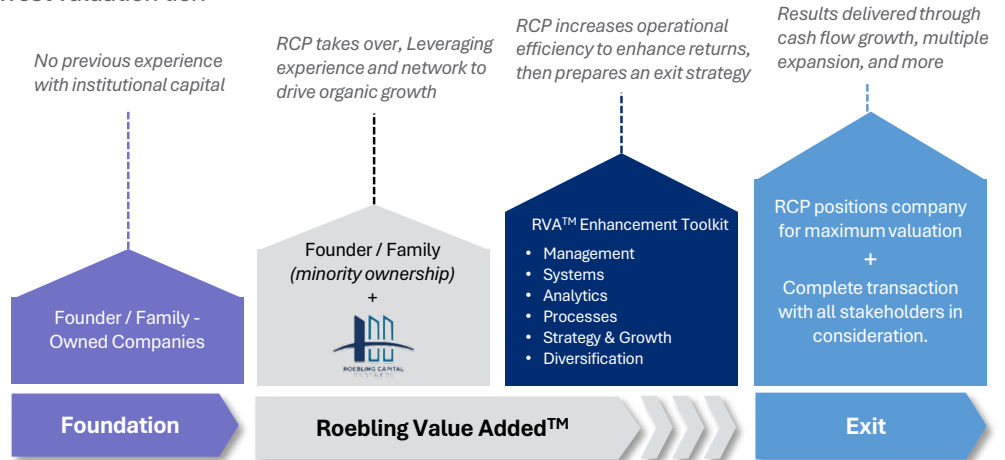 valuation tier.
No previous experience
with institutional capital
RCP takes over, Leveraging
experience and network to
drive organic growth
RCP increases operational
efficiency to enhance returns,
then prepares an exit strategy
Results delivered through
cash flow growth, multiple
expansion, and more
Founder / Family -
Owned Companies
Founder / Family
(minority ownership)
+
ROEBLING CAPITAL
PARTNERS
RVA™ Enhancement Toolkit
• Management
• Systems
• Analytics
• Processes
• Strategy & Growth
• Diversification
RCP positions company
for maximum valuation
+
Complete transaction
with all stakeholders in
consideration.
Foundation
Roebling Value Added™
Exit